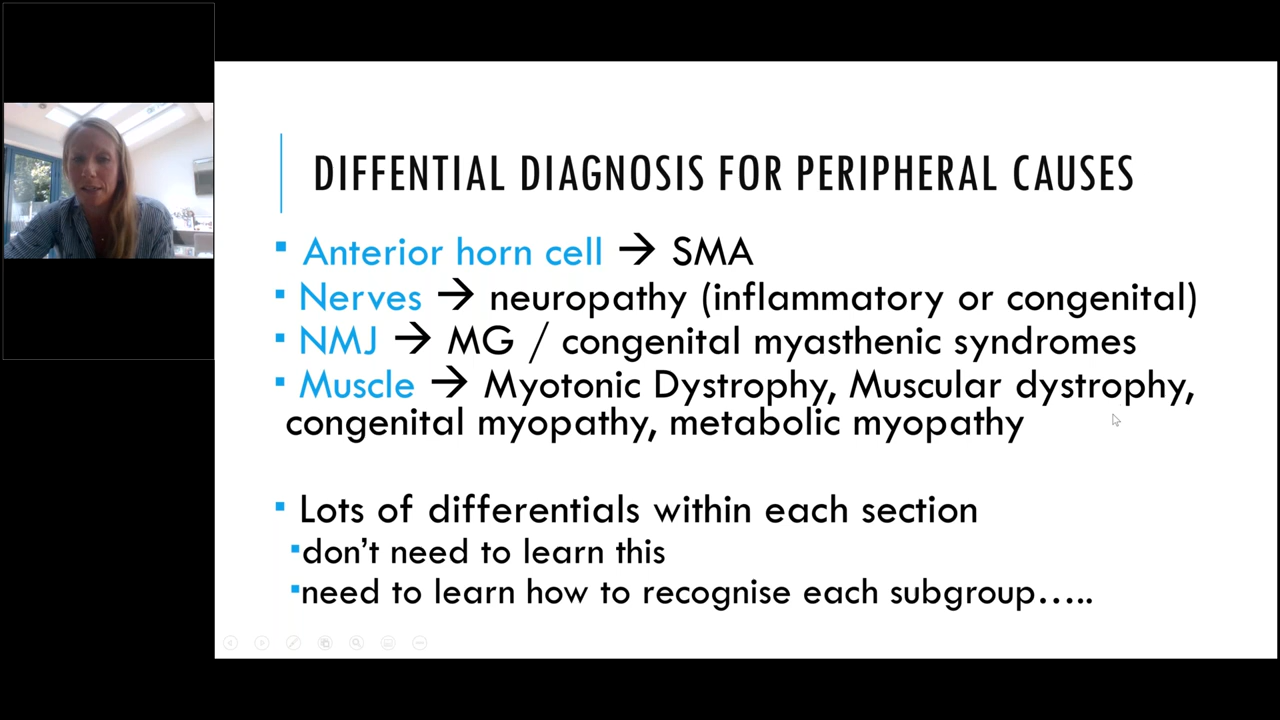 DIFFENTIAL DIAGNOSIS FOR PERIPHERAL CAUSES
▪ Anterior horn cell → SMA
▪ Nerves → neuropathy (inflammatory or congenital)
▪ NMJ → MG / congenital myasthenic syndromes
▪ Muscle → Myotonic Dystrophy, Muscular dystrophy,
congenital myopathy, metabolic myopathy
▪ Lots of differentials within each section
▪don't need to learn this
▪need to learn how to recognise each subgroup…..